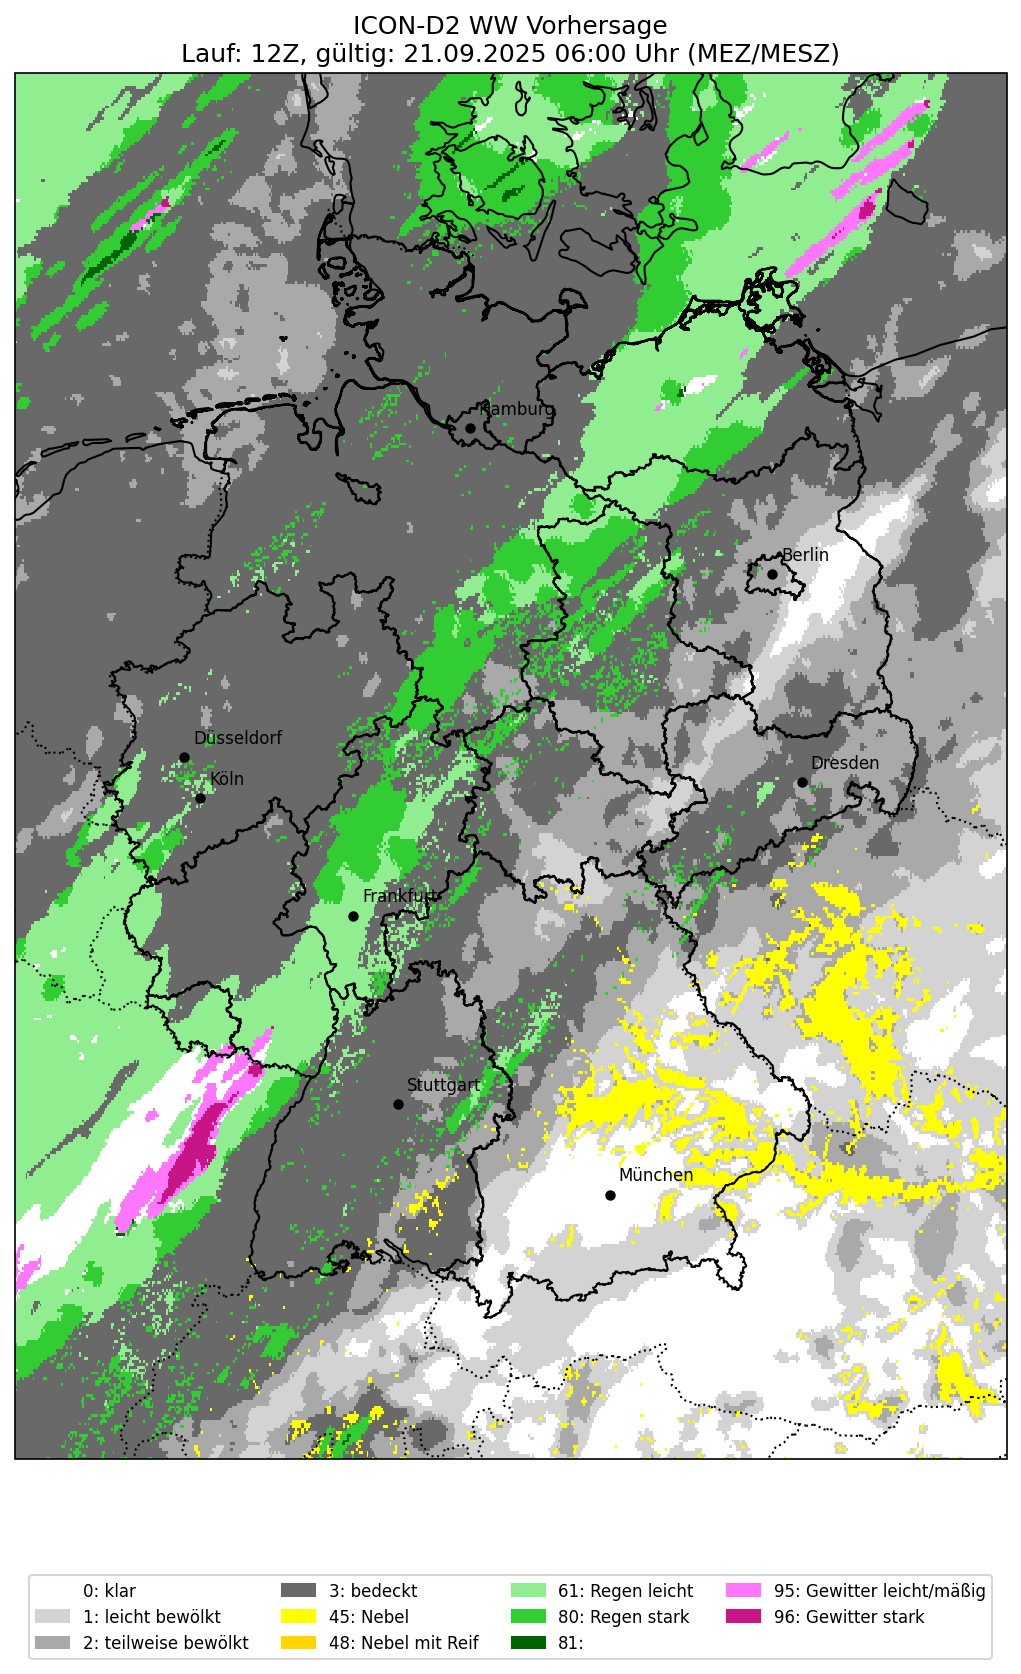 ICON-D2 WW Vorhersage
Lauf: 12Z, gültig: 21.09.2025 06:00 Uhr (MEZ/MESZ)
Hamburg
Berlin
Düsseldorf
Köln
Dresden
Frankfurt
Stuttgart
München
0: klar
1: leicht bewölkt
2: teilweise bewölkt
3: bedeckt
45: Nebel
48: Nebel mit Reif
61: Regen leicht
80: Regen stark
81:
95: Gewitter leicht/mäßig
96: Gewitter stark